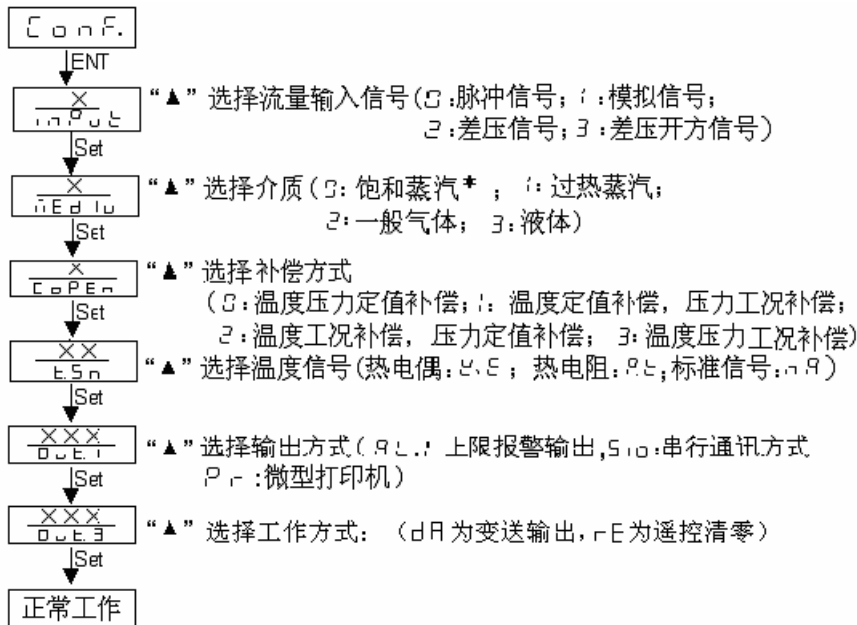 Conf.
ENT
X
inPut
“▲” 选择流量输入信号(0:脉冲信号; 1:模拟信号;
2:差压信号; 3:差压开方信号)
Set
X
“▲” 选择介质(0: 饱和蒸汽* ; 1: 过热蒸汽;
2:一般气体; 3:液体)
Set
X
CoPEn
“▲” 选择补偿方式
(0:温度压力定值补偿; 1: 温度定值补偿, 压力工况补偿;
2:温度工况补偿, 压力定值补偿; 3:温度压力工况补偿)
Set
XX
t.Sn
“▲” 选择温度信号(热电偶: ; 热电阻: ;标准信号: )
Set
XXX
Out.1
“▲” 选择输出方式( AL.1 上限报警输出,Sio:串行通讯方式
Pr :微型打印机)
Set
XXX
Out.3
“▲” 选择工作方式: (dA为变送输出, rE为遥控清零)
Set
正常工作